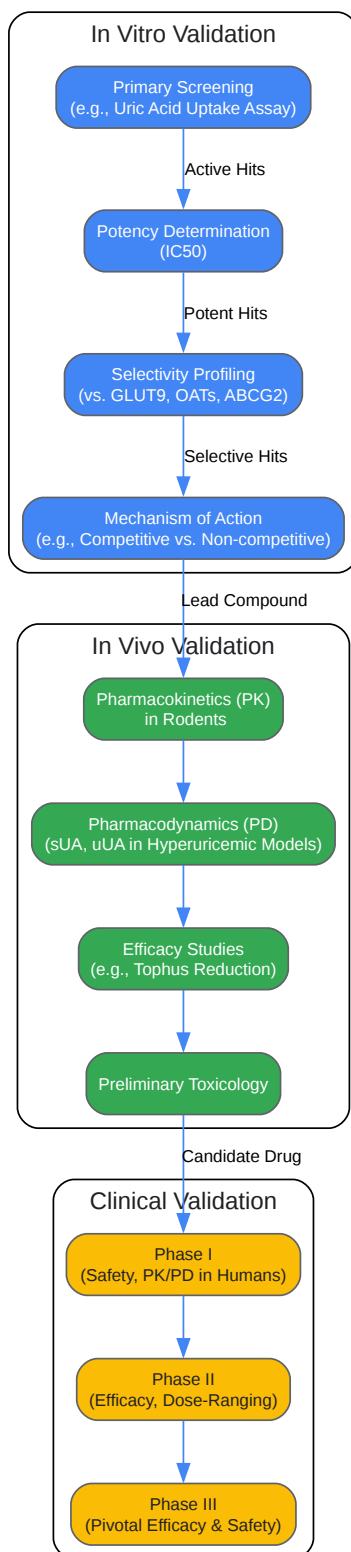 In Vitro Validation
Primary Screening
(e.g., Uric Acid Uptake Assay)
Active Hits
Potency Determination
(IC50)
Potent Hits
Selectivity Profiling
(vs. GLUT9, OATs, ABCG2)
Selective Hits
Mechanism of Action
(e.g., Competitive vs. Non-competitive)
Lead Compound
In Vivo Validation
Pharmacokinetics (PK)
in Rodents
Pharmacodynamics (PD)
(sUA, uUA in Hyperuricemic Models)
Efficacy Studies
(e.g., Tophus Reduction)
Preliminary Toxicology
Candidate Drug
Clinical Validation
Phase I
(Safety, PK/PD in Humans)
Phase II
(Efficacy, Dose-Ranging)
Phase III
(Pivotal Efficacy & Safety)